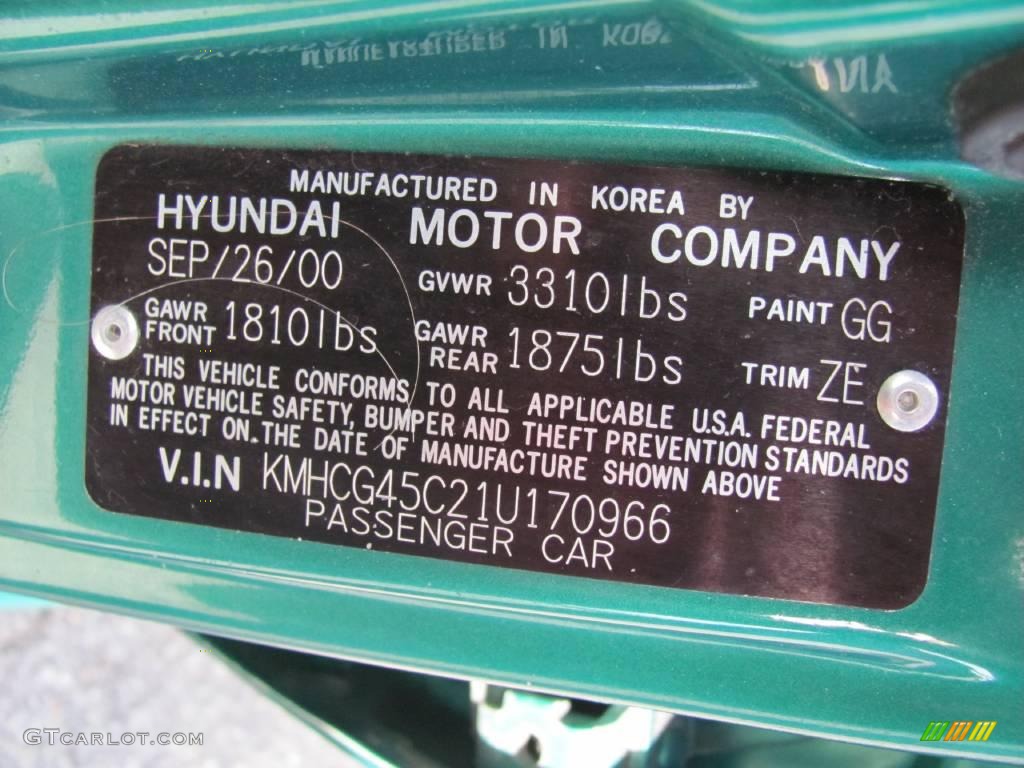 MANUFACTURED IN KOREA BY
HYUNDAI MOTOR COMPANY
SEP/26/00 GVWR 3310lbs PAINT GG
GAWR FRONT 1810lbs GAWR REAR 1875lbs TRIM ZE
THIS VEHICLE CONFORMS TO ALL APPLICABLE U.S.A. FEDERAL
MOTOR VEHICLE SAFETY, BUMPER AND THEFT PREVENTION STANDARDS
IN EFFECT ON THE DATE OF MANUFACTURE SHOWN ABOVE
V.I.N KMHCG45C21U170966
PASSENGER CAR
GTCARLOT.COM